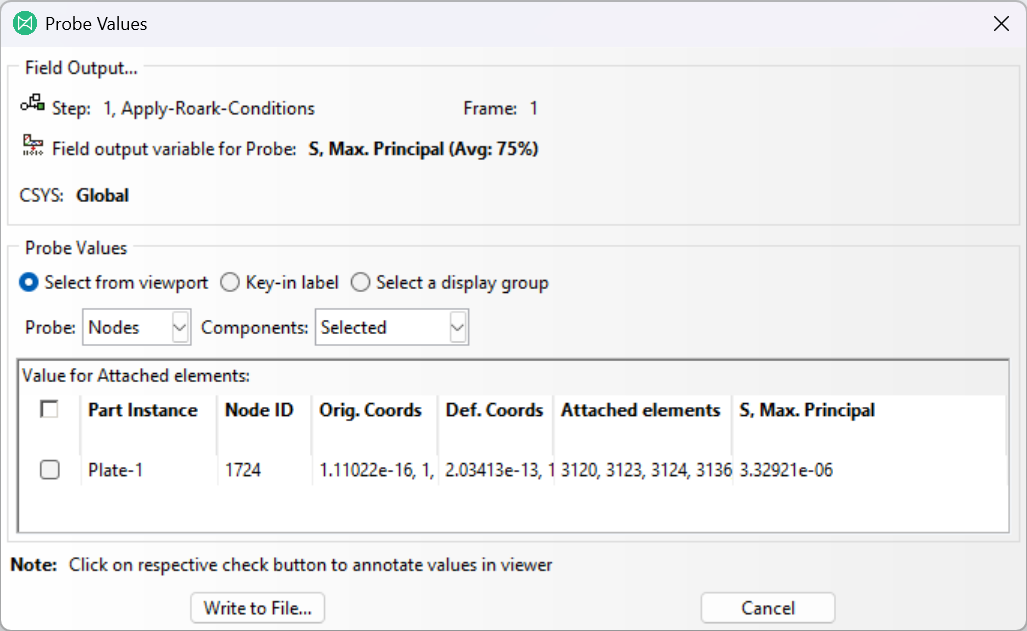 Probe Values
Field Output...
Step: 1, Apply-Roark-Conditions Frame: 1
Field output variable for Probe: S, Max. Principal (Avg: 75%)
CSYS: Global
Probe Values
Select from viewport Key-in label Select a display group
Probe: Nodes Components: Selected
Value for Attached elements:
Part Instance Node ID Orig. Coords Def. Coords Attached elements S, Max. Principal
Plate-1 1724 1.11022e-16, 1, 2.03413e-13, 1 3120, 3123, 3124, 3136 3.32921e-06
Note: Click on respective check button to annotate values in viewer
Write to File... Cancel